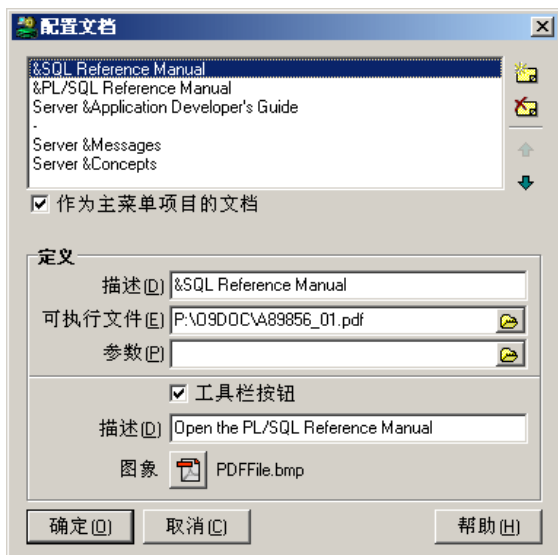 配置文档
&SQL Reference Manual
&PL/SQL Reference Manual
Server &Application Developer's Guide
-
Server &Messages
Server &Concepts
作为主菜单项目的文档
定义
描述(D) &SQL Reference Manual
可执行文件(E) P:\O9DOC\A89856_01.pdf
参数(P)
工具栏按钮
描述(D) Open the PL/SQL Reference Manual
图象 PDFFile.bmp
确定(O) 取消(C) 帮助(H)